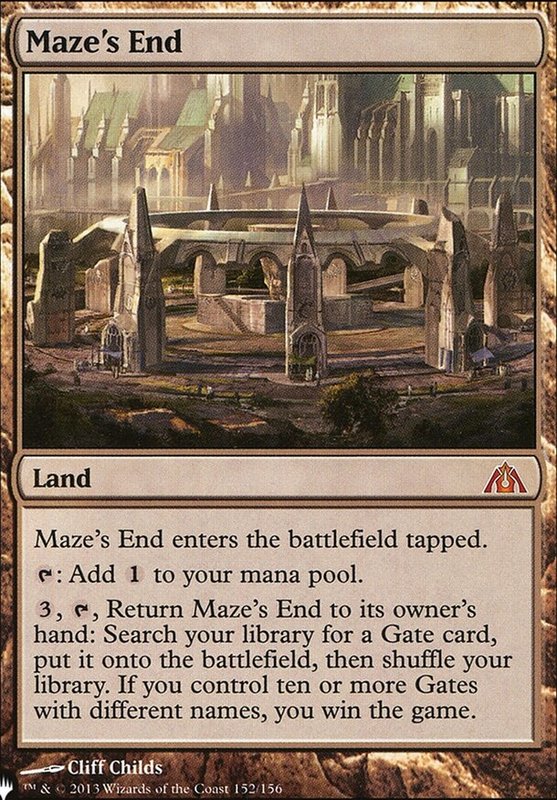 Maze's End
Land
Maze's End enters the battlefield tapped.
: Add 1 to your mana pool.
3, , Return Maze's End to its owner's
hand: Search your library for a Gate card,
put it onto the battlefield, then shuffle your
library. If you control ten or more Gates
with different names, you win the game.
Cliff Childs
™ & © 2013 Wizards of the Coast 152/156